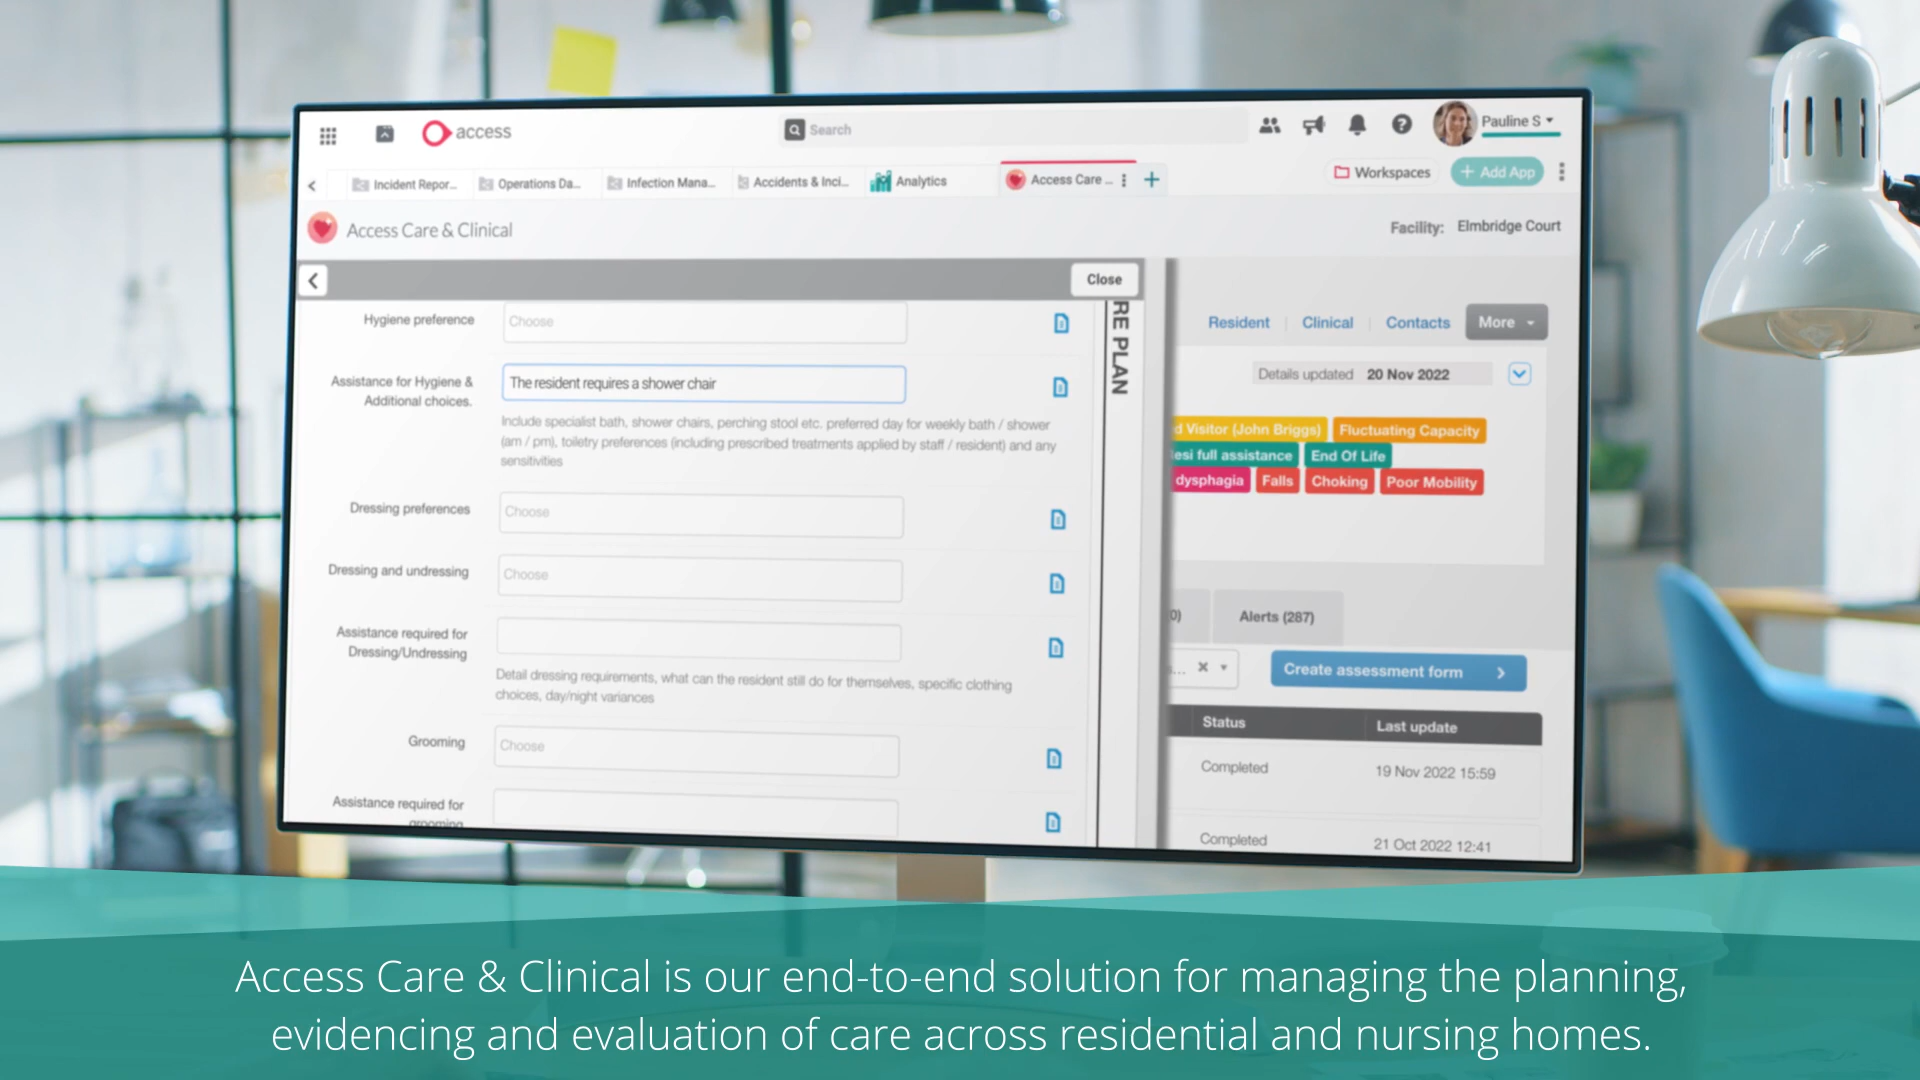 access
Search
Pauline S
Incident Repor...
Operations Da...
Infection Mana...
Accidents & Inci...
Analytics
Access Care ...
Workspaces
+ Add App
Access Care & Clinical
Facility: Elmbridge Court
Close
Hygiene preference
Choose
Assistance for Hygiene &
Additional choices.
The resident requires a shower chair
Include specialist bath, shower chairs, perching stool etc. preferred day for weekly bath / shower
(am / pm), toiletry preferences (including prescribed treatments applied by staff / resident) and any
sensitivities
Dressing preferences
Choose
Dressing and undressing
Choose
Assistance required for
Dressing/Undressing
Detail dressing requirements, what can the resident still do for themselves, specific clothing
choices, day/night variances
Grooming
Choose
Assistance required for
grooming
RE PLAN
Resident
Clinical
Contacts
More
Details updated 20 Nov 2022
d Visitor (John Briggs)
Fluctuating Capacity
esi full assistance
End Of Life
dysphagia
Falls
Choking
Poor Mobility
0)
Alerts (287)
... ×
Create assessment form
Status
Last update
Completed
19 Nov 2022 15:59
Completed
21 Oct 2022 12:41
Access Care & Clinical is our end-to-end solution for managing the planning,
evidencing and evaluation of care across residential and nursing homes.